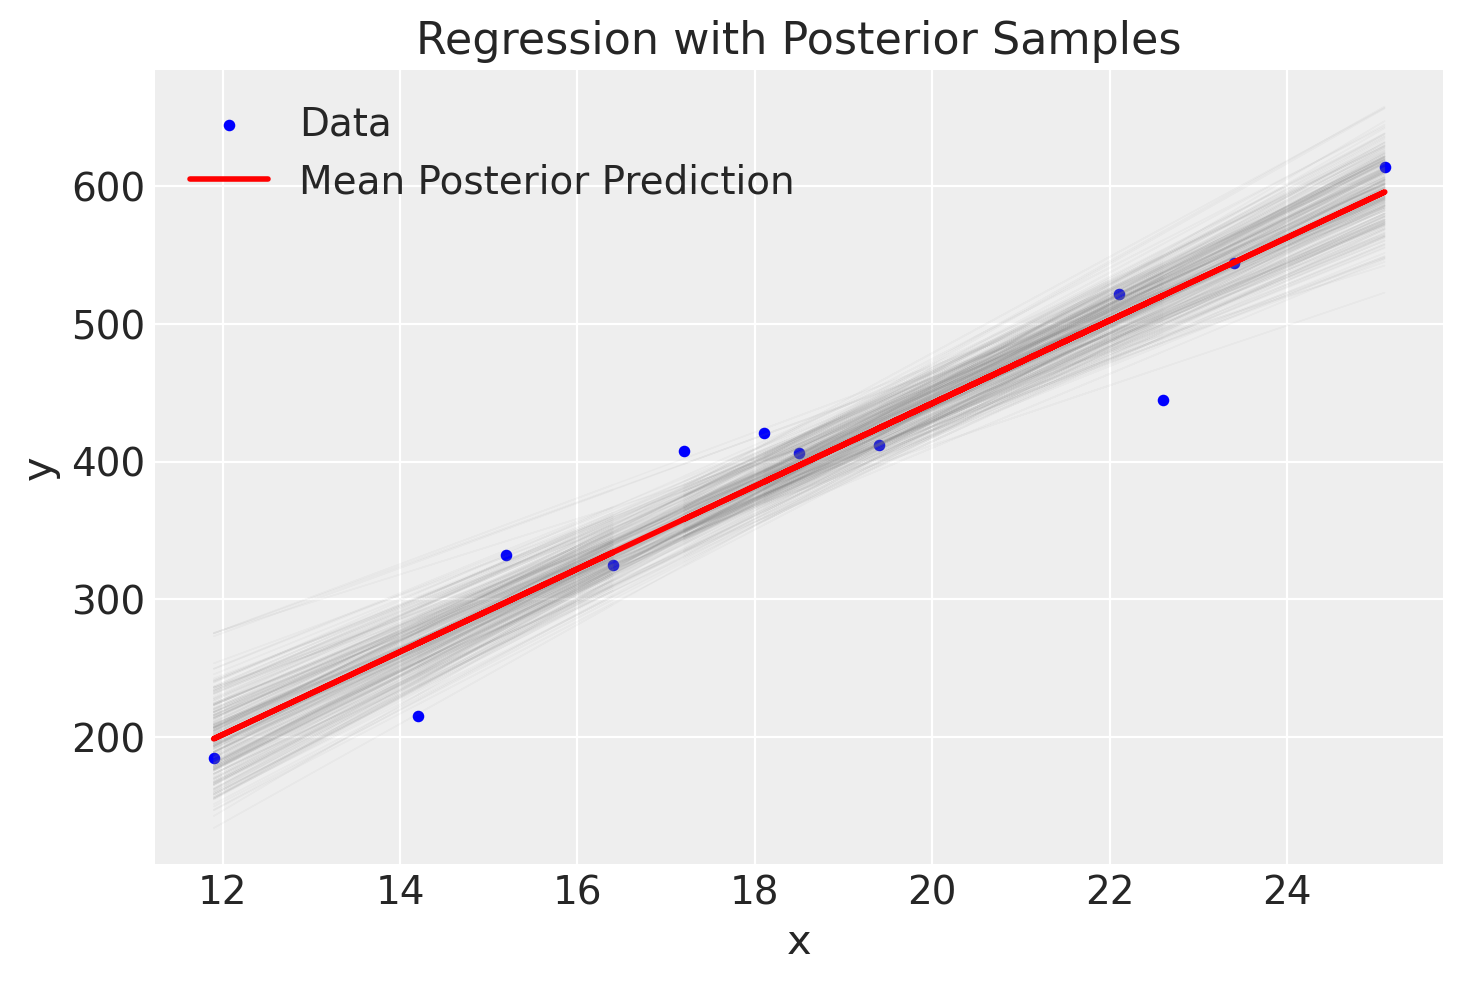 Regression with Posterior Samples
Data
Mean Posterior Prediction
600
500
400
300
200
y
12 14 16 18 20 22 24
x